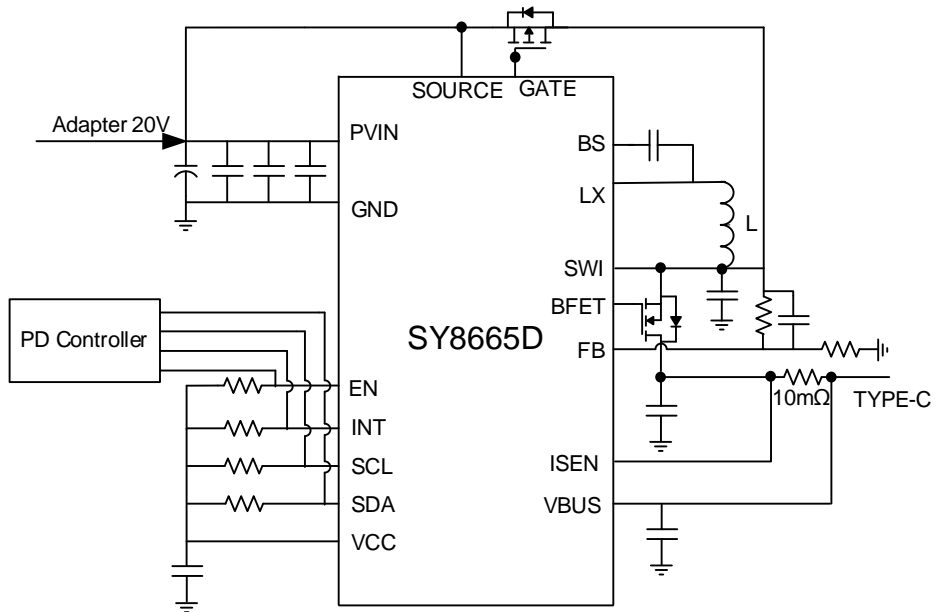 SOURCE GATE
Adapter 20V
PVIN
BS
LX
GND
L
SWI
BFET
PD Controller
SY8665D
FB
EN
10mΩ
TYPE-C
INT
ISEN
SCL
SDA
VBUS
VCC